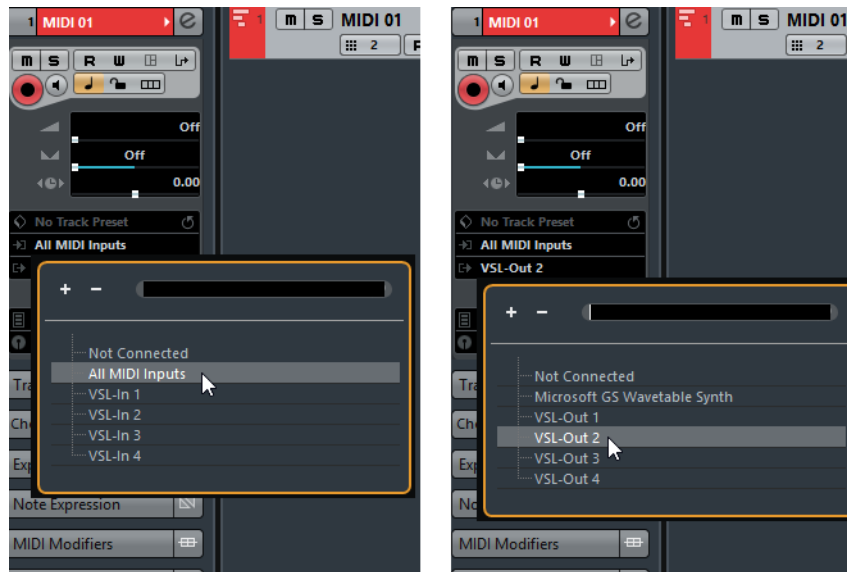 1 MIDI 01
m S R W
Off
Off
0.00
No Track Preset
All MIDI Inputs
+ −
Not Connected
All MIDI Inputs
VSL-In 1
VSL-In 2
VSL-In 3
VSL-In 4
Note Expression
MIDI Modifiers
1 m S MIDI 01
2
1 MIDI 01
m S R W
Off
Off
0.00
No Track Preset
All MIDI Inputs
VSL-Out 2
+ −
Not Connected
Microsoft GS Wavetable Synth
VSL-Out 1
VSL-Out 2
VSL-Out 3
VSL-Out 4
MIDI Modifiers
1 m S MIDI 01
2